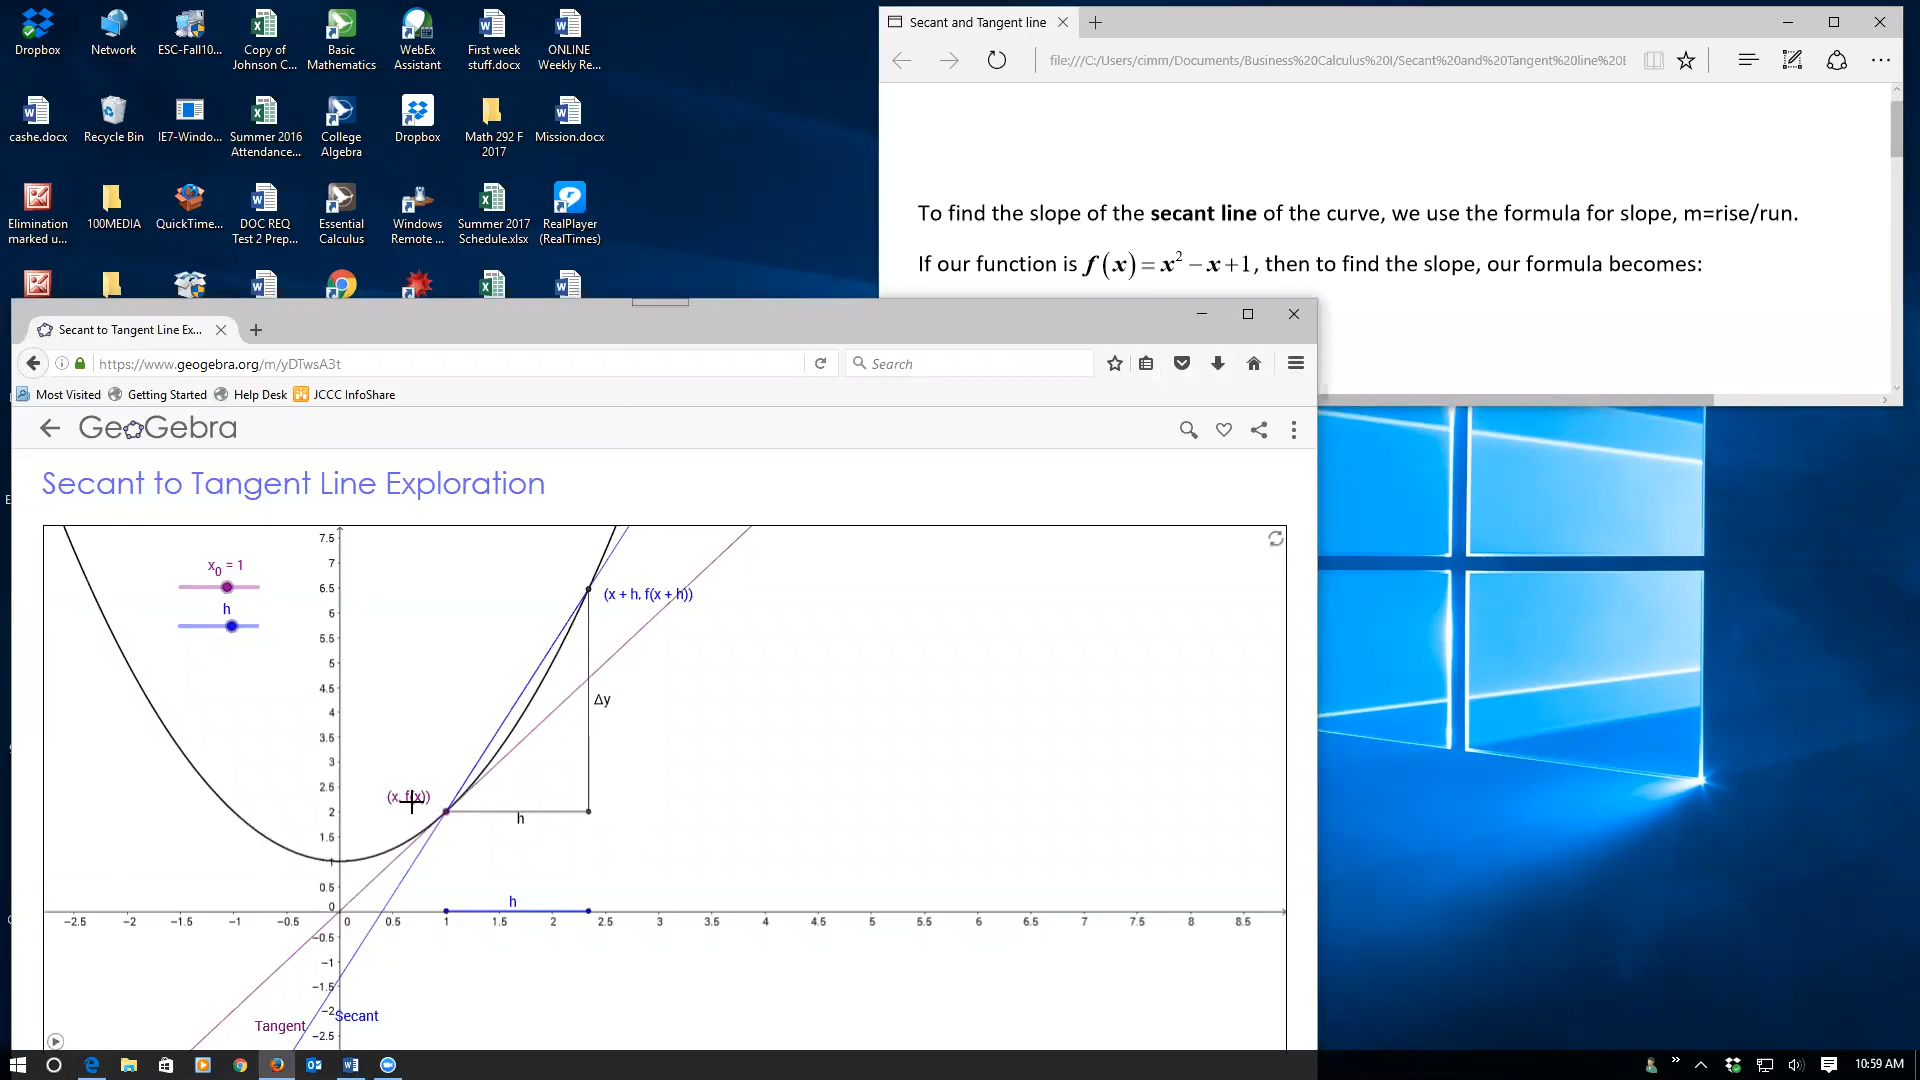 Dropbox
Network
ESC-Fall10...
Copy of
Johnson C...
Basic
Mathematics
WebEx
Assistant
First week
stuff.docx
ONLINE
Weekly Re...
cashe.docx
Recycle Bin
IE7-Windo...
Summer 2016
Attendance...
College
Algebra
Dropbox
Math 292 F
2017
Mission.docx
Elimination
marked u...
100MEDIA
QuickTime...
DOC REQ
Test 2 Prep...
Essential
Calculus
Windows
Remote ...
Summer 2017
Schedule.xlsx
RealPlayer
(RealTimes)
Secant and Tangent line
file:///C:/Users/cimm/Documents/Business%20Calculus%20I/Secant%20and%20Tangent%20line%20E
To find the slope of the secant line of the curve, we use the formula for slope, m=rise/run.
If our function is f(x)=x²−x+1, then to find the slope, our formula becomes:
Secant to Tangent Line Ex...
https://www.geogebra.org/m/yDTwsA3t
Search
Most Visited
Getting Started
Help Desk
JCCC InfoShare
GeoGebra
Secant to Tangent Line Exploration
x₀ = 1
h
(x + h, f(x + h))
Δy
(x, f(x))
h
h
7.5
7
6.5
6
5.5
5
4.5
4
3.5
3
2.5
2
1.5
1
0.5
0
−2.5 −2 −1.5 −1 −0.5 0 0.5 1 1.5 2 2.5 3 3.5 4 4.5 5 5.5 6 6.5 7 7.5 8 8.5
−0.5
−1
−1.5
−2
−2.5
Secant
Tangent
10:59 AM